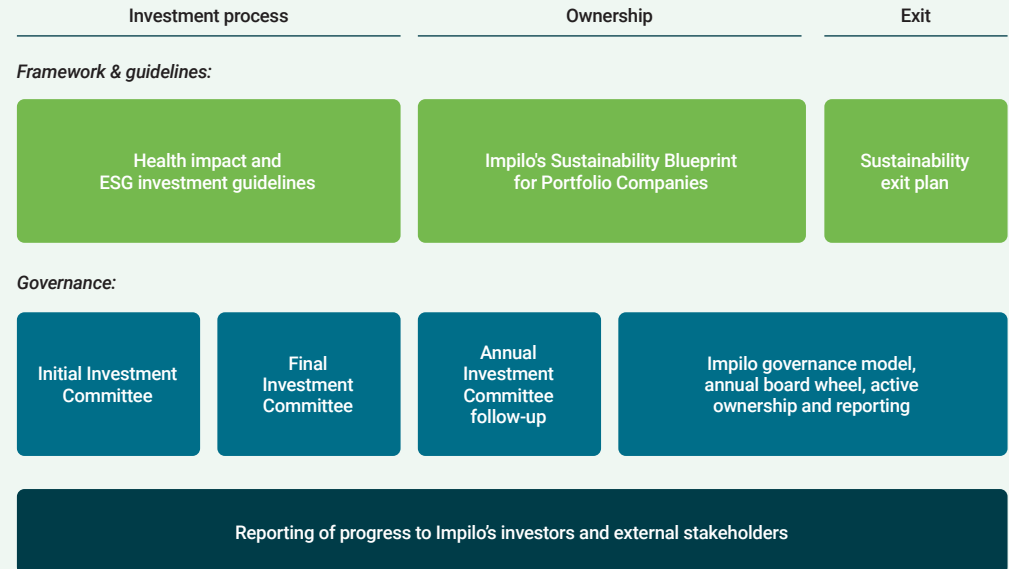 Investment process
Ownership
Exit
Framework & guidelines:
Health impact and
ESG investment guidelines
Impilo's Sustainability Blueprint
for Portfolio Companies
Sustainability
exit plan
Governance:
Initial Investment
Committee
Final
Investment
Committee
Annual
Investment
Committee
follow-up
Impilo governance model,
annual board wheel, active
ownership and reporting
Reporting of progress to Impilo’s investors and external stakeholders